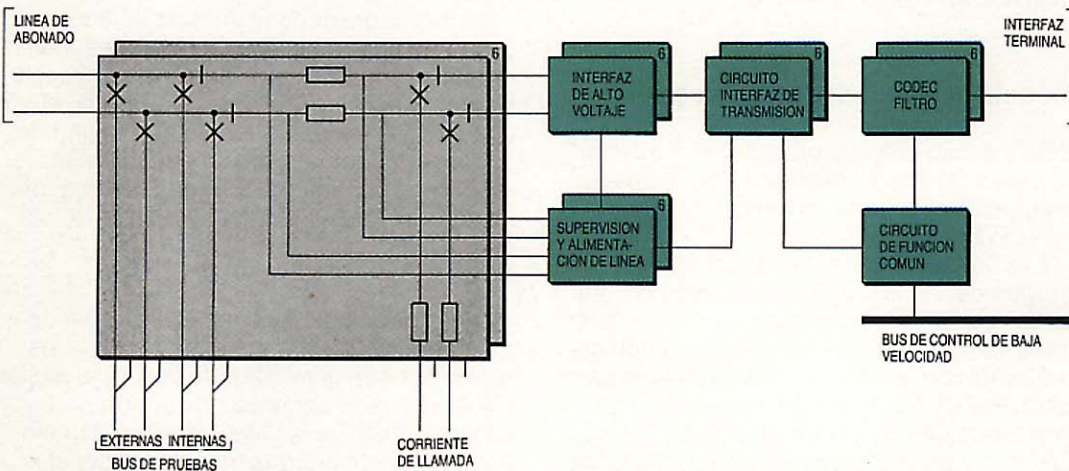 LINEA DE
ABONADO
6
6
INTERFAZ
DE ALTO
VOLTAJE
6
CIRCUITO
INTERFAZ DE
TRANSMISION
6
CODEC
FILTRO
INTERFAZ
TERMINAL
6
SUPERVISION
Y ALIMENTA-
CION DE LINEA
CIRCUITO
DE FUNCION
COMUN
BUS DE CONTROL DE BAJA
VELOCIDAD
EXTERNAS INTERNAS
BUS DE PRUEBAS
CORRIENTE
DE LLAMADA